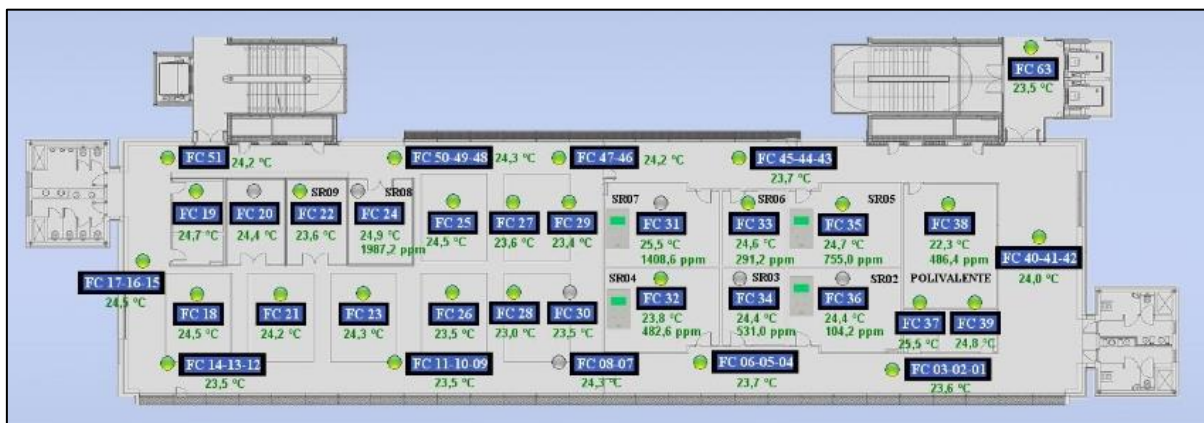 FC 63
23,5 °C
FC 51 24,2 °C
FC 50-49-48 24,3 °C
FC 47-46 24,2 °C
FC 45-44-43
23,7 °C
FC 19
24,7 °C
FC 20
24,4 °C
SR09
FC 22
23,6 °C
SR08
FC 24
24,9 °C
1987,2 ppm
FC 25
24,5 °C
FC 27
23,6 °C
FC 29
23,4 °C
SR07
FC 31
25,5 °C
1408,6 ppm
SR06
FC 33
24,6 °C
291,2 ppm
SR05
FC 35
24,7 °C
755,0 ppm
FC 38
22,3 °C
486,4 ppm
POLIVALENTE
FC 40-41-42
24,0 °C
FC 17-16-15
24,5 °C
FC 18
24,5 °C
FC 21
24,2 °C
FC 23
24,3 °C
FC 26
23,5 °C
FC 28
23,0 °C
FC 30
23,5 °C
SR04
FC 32
23,8 °C
482,6 ppm
SR03
FC 34
24,4 °C
531,0 ppm
SR02
FC 36
24,4 °C
104,2 ppm
FC 37
25,5 °C
FC 39
24,8 °C
FC 14-13-12
23,5 °C
FC 11-10-09
23,5 °C
FC 08-07
24,3 °C
FC 06-05-04
23,7 °C
FC 03-02-01
23,6 °C